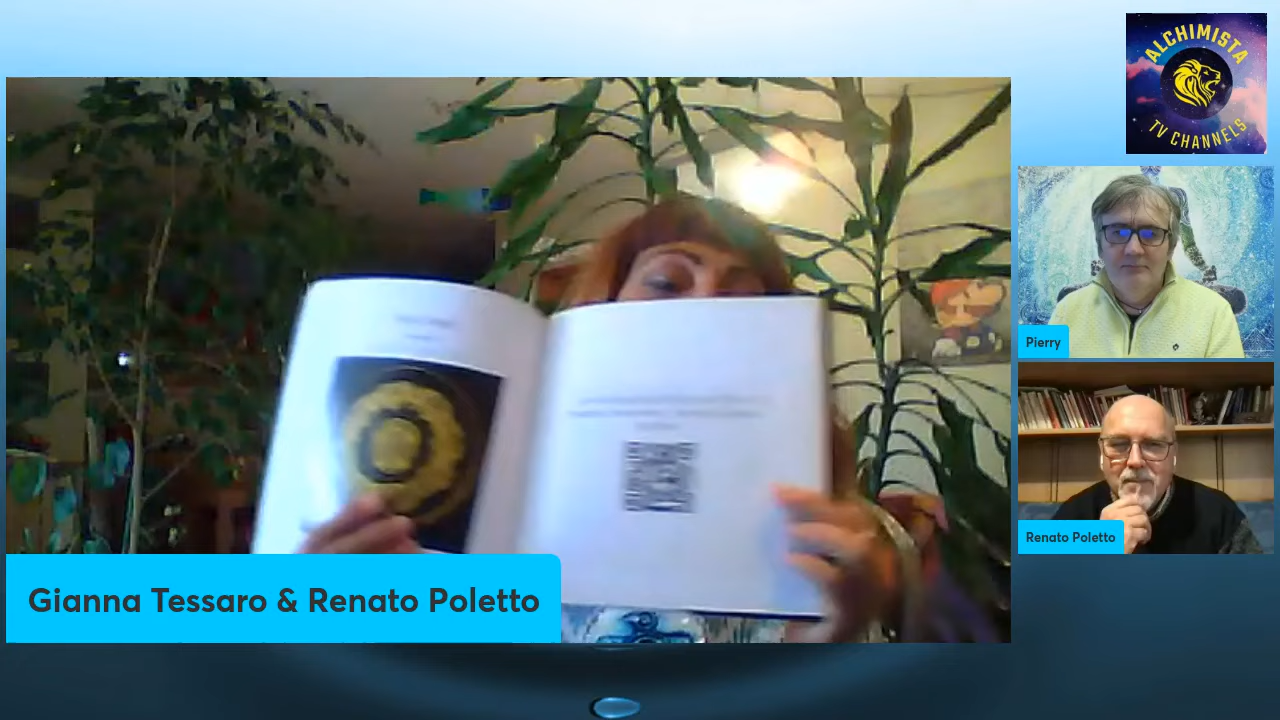 ALCHIMISTA
TV CHANNELS
Pierry
Renato Poletto
Gianna Tessaro & Renato Poletto